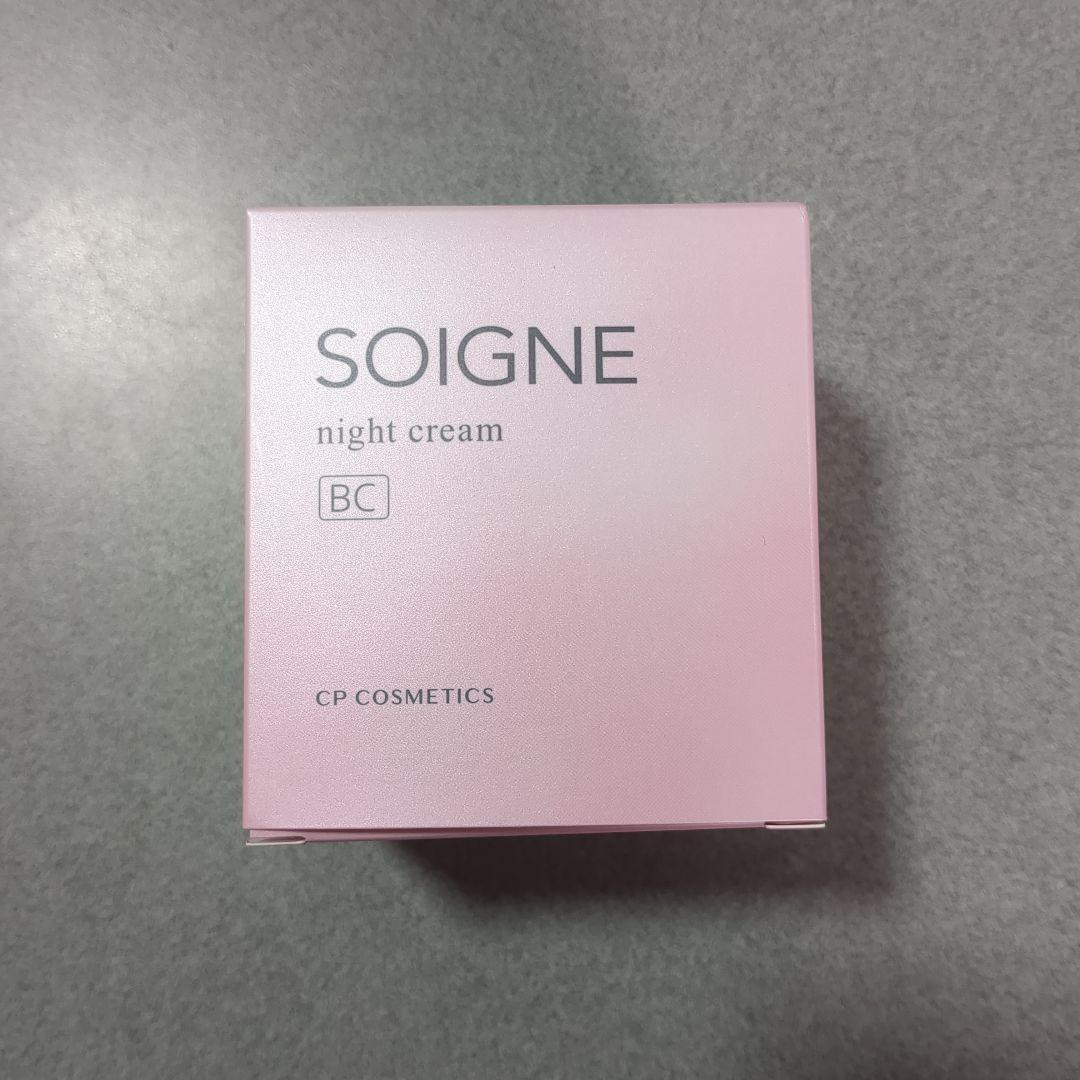 SOIGNE
night cream
BC
CP COSMETICS